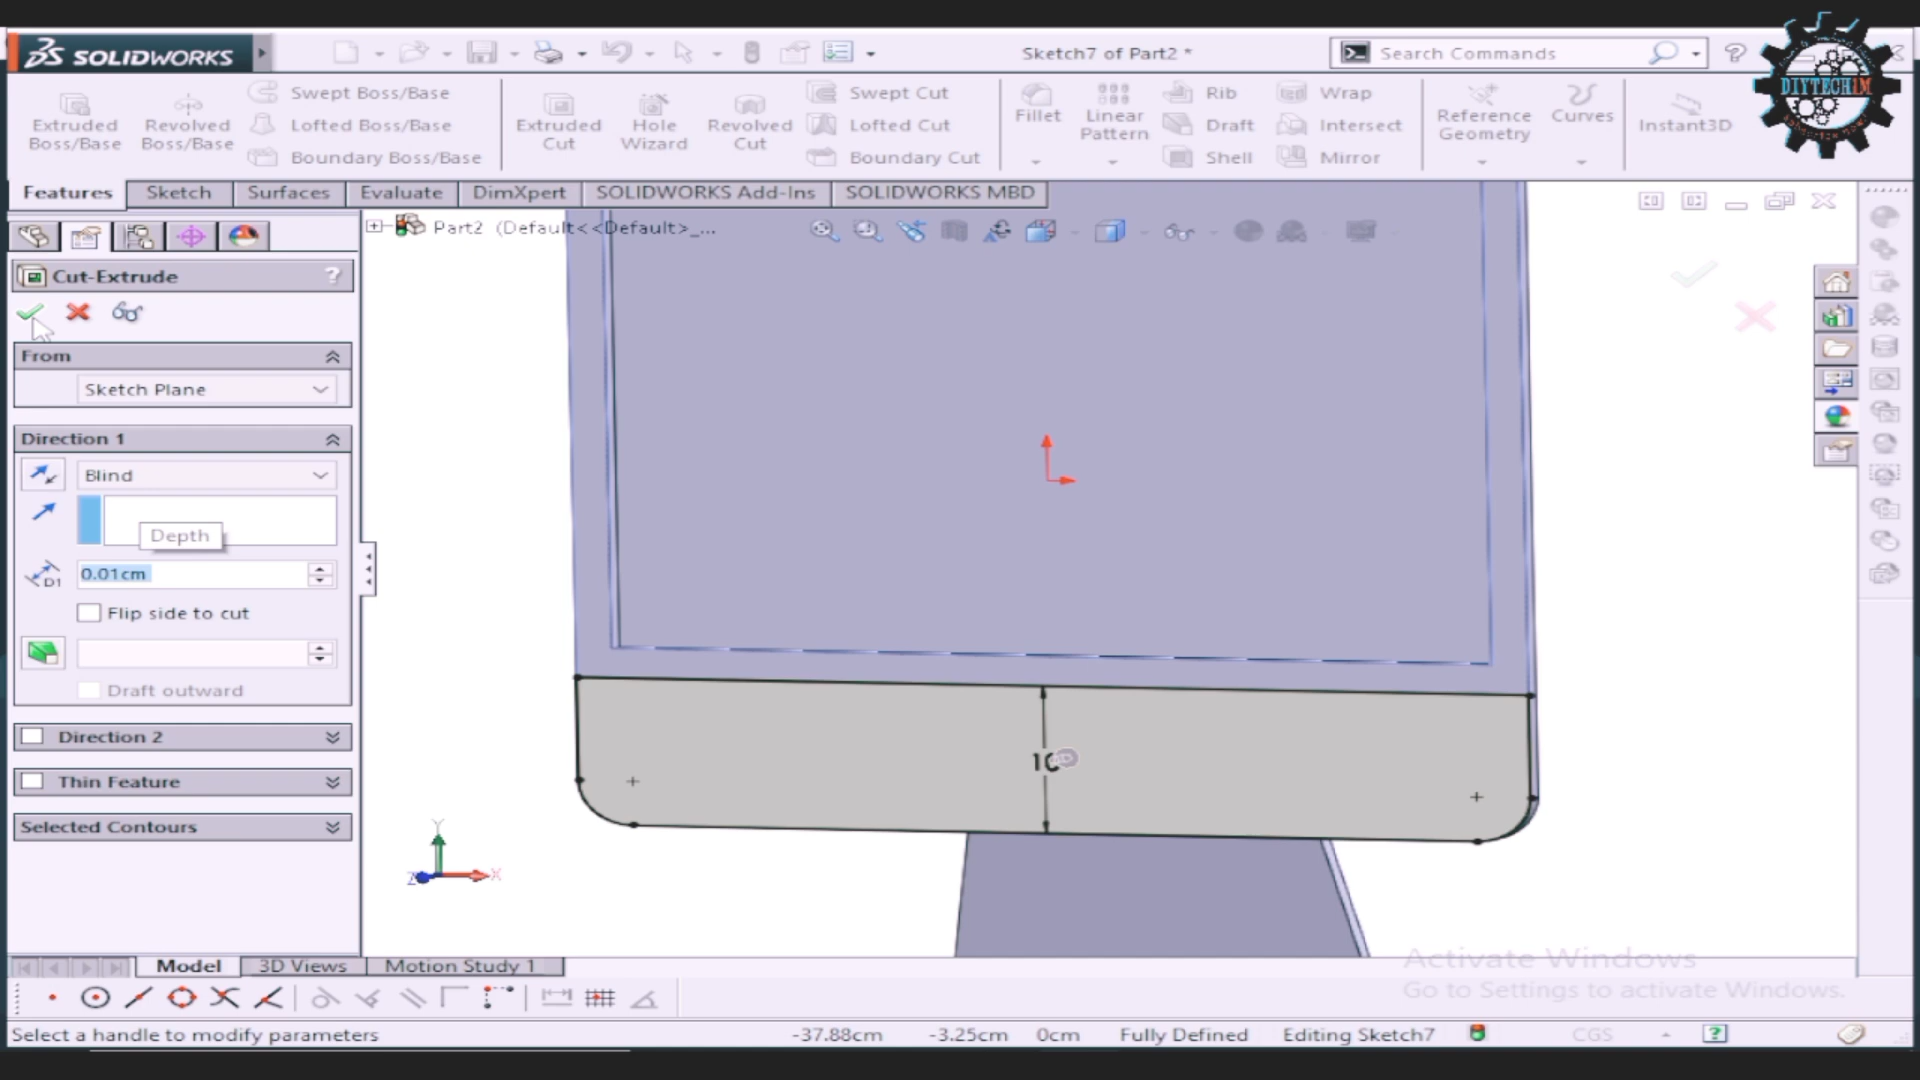 SOLIDWORKS
Sketch7 of Part2 *
Search Commands
DIYTECH1M
Extruded Boss/Base
Revolved Boss/Base
Swept Boss/Base
Lofted Boss/Base
Boundary Boss/Base
Extruded Cut
Hole Wizard
Revolved Cut
Swept Cut
Lofted Cut
Boundary Cut
Fillet
Linear Pattern
Rib
Draft
Shell
Wrap
Intersect
Mirror
Reference Geometry
Curves
Instant3D
Features
Sketch
Surfaces
Evaluate
DimXpert
SOLIDWORKS Add-Ins
SOLIDWORKS MBD
Part2 (Default<<Default>_...
Cut-Extrude
?
From
Sketch Plane
Direction 1
Blind
Depth
D1
0.01cm
Flip side to cut
Draft outward
Direction 2
Thin Feature
Selected Contours
Y
X
Z
Activate Windows
Go to Settings to activate Windows.
Model
3D Views
Motion Study 1
Select a handle to modify parameters
-37.88cm
-3.25cm
0cm
Fully Defined
Editing Sketch7
CGS
?